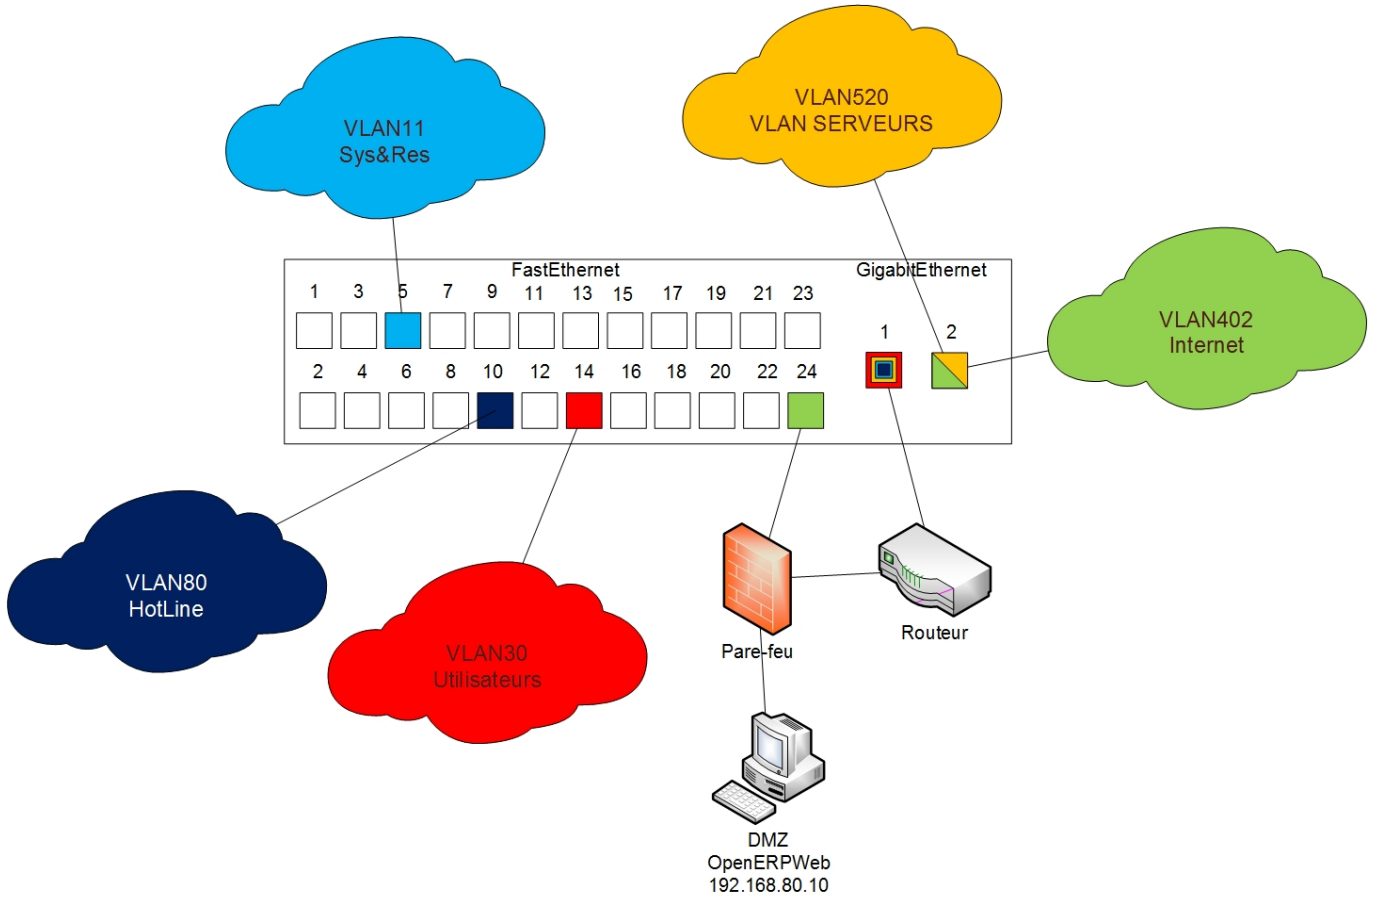 VLAN520
VLAN SERVEURS
VLAN11
Sys&Res
VLAN402
Internet
FastEthernet
GigabitEthernet
1 3 5 7 9 11 13 15 17 19 21 23
1 2
2 4 6 8 10 12 14 16 18 20 22 24
VLAN80
HotLine
VLAN30
Utilisateurs
Pare-feu
Routeur
DMZ
OpenERPWeb
192.168.80.10